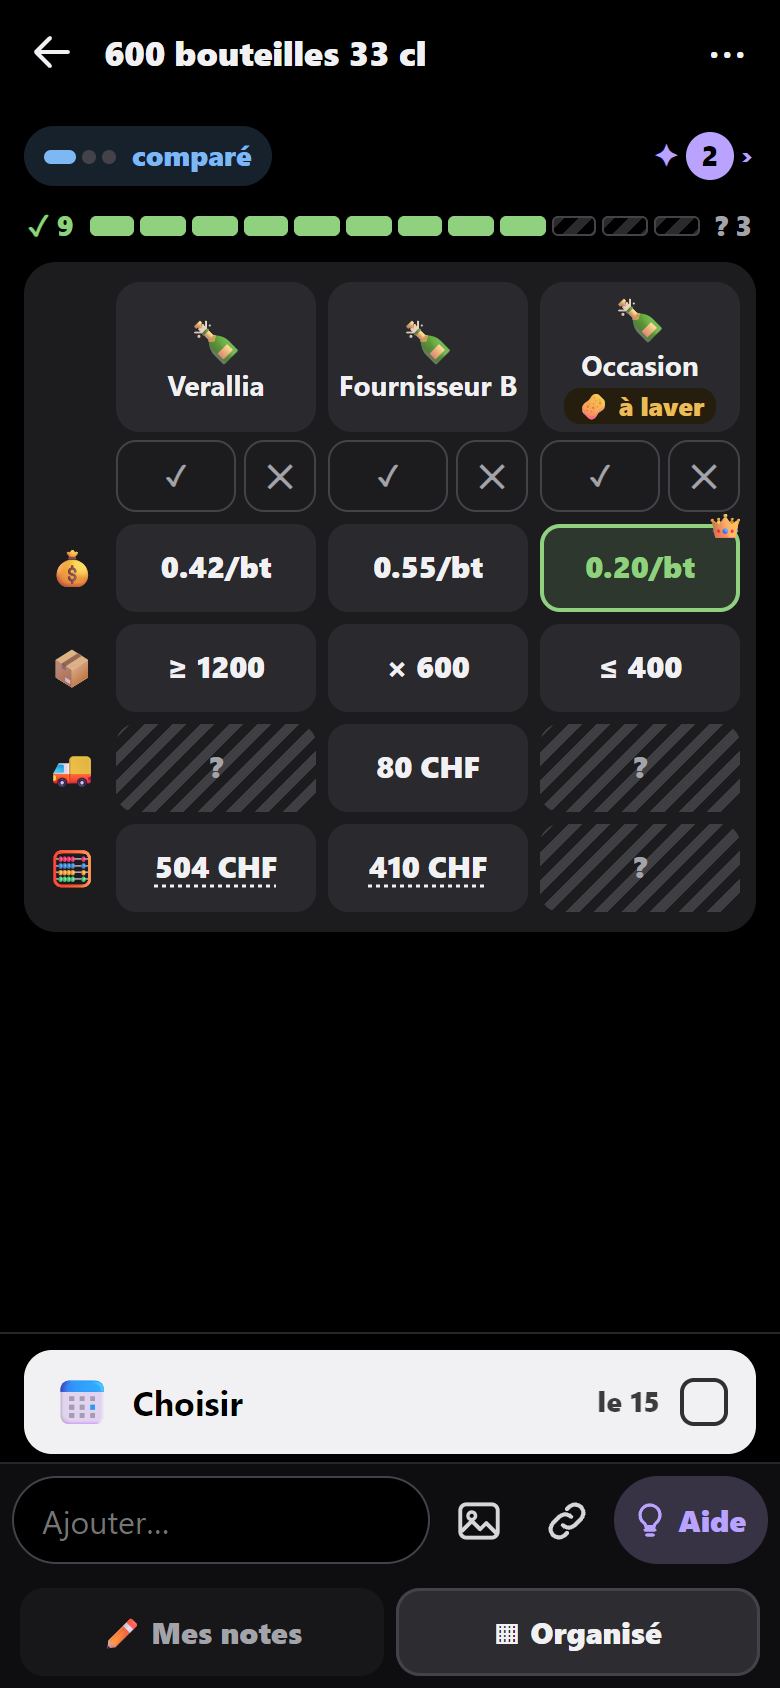 600 bouteilles 33 cl
comparé
2
9
? 3
Verallia
Fournisseur B
Occasion
à laver
0.42/bt
0.55/bt
0.20/bt
≥ 1200
× 600
≤ 400
?
80 CHF
?
504 CHF
410 CHF
?
Choisir
le 15
Ajouter...
Aide
Mes notes
Organisé